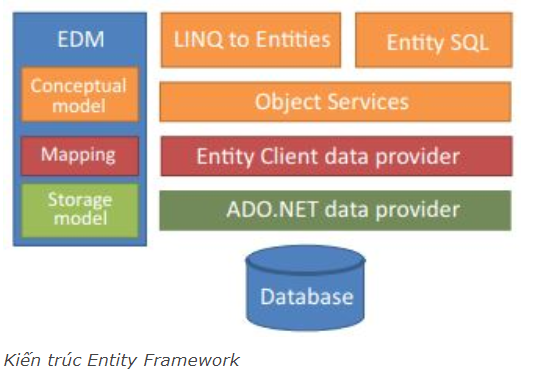 EDM
Conceptual
model
Mapping
Storage
model
LINQ to Entities
Entity SQL
Object Services
Entity Client data provider
ADO.NET data provider
Database
Kiến trúc Entity Framework